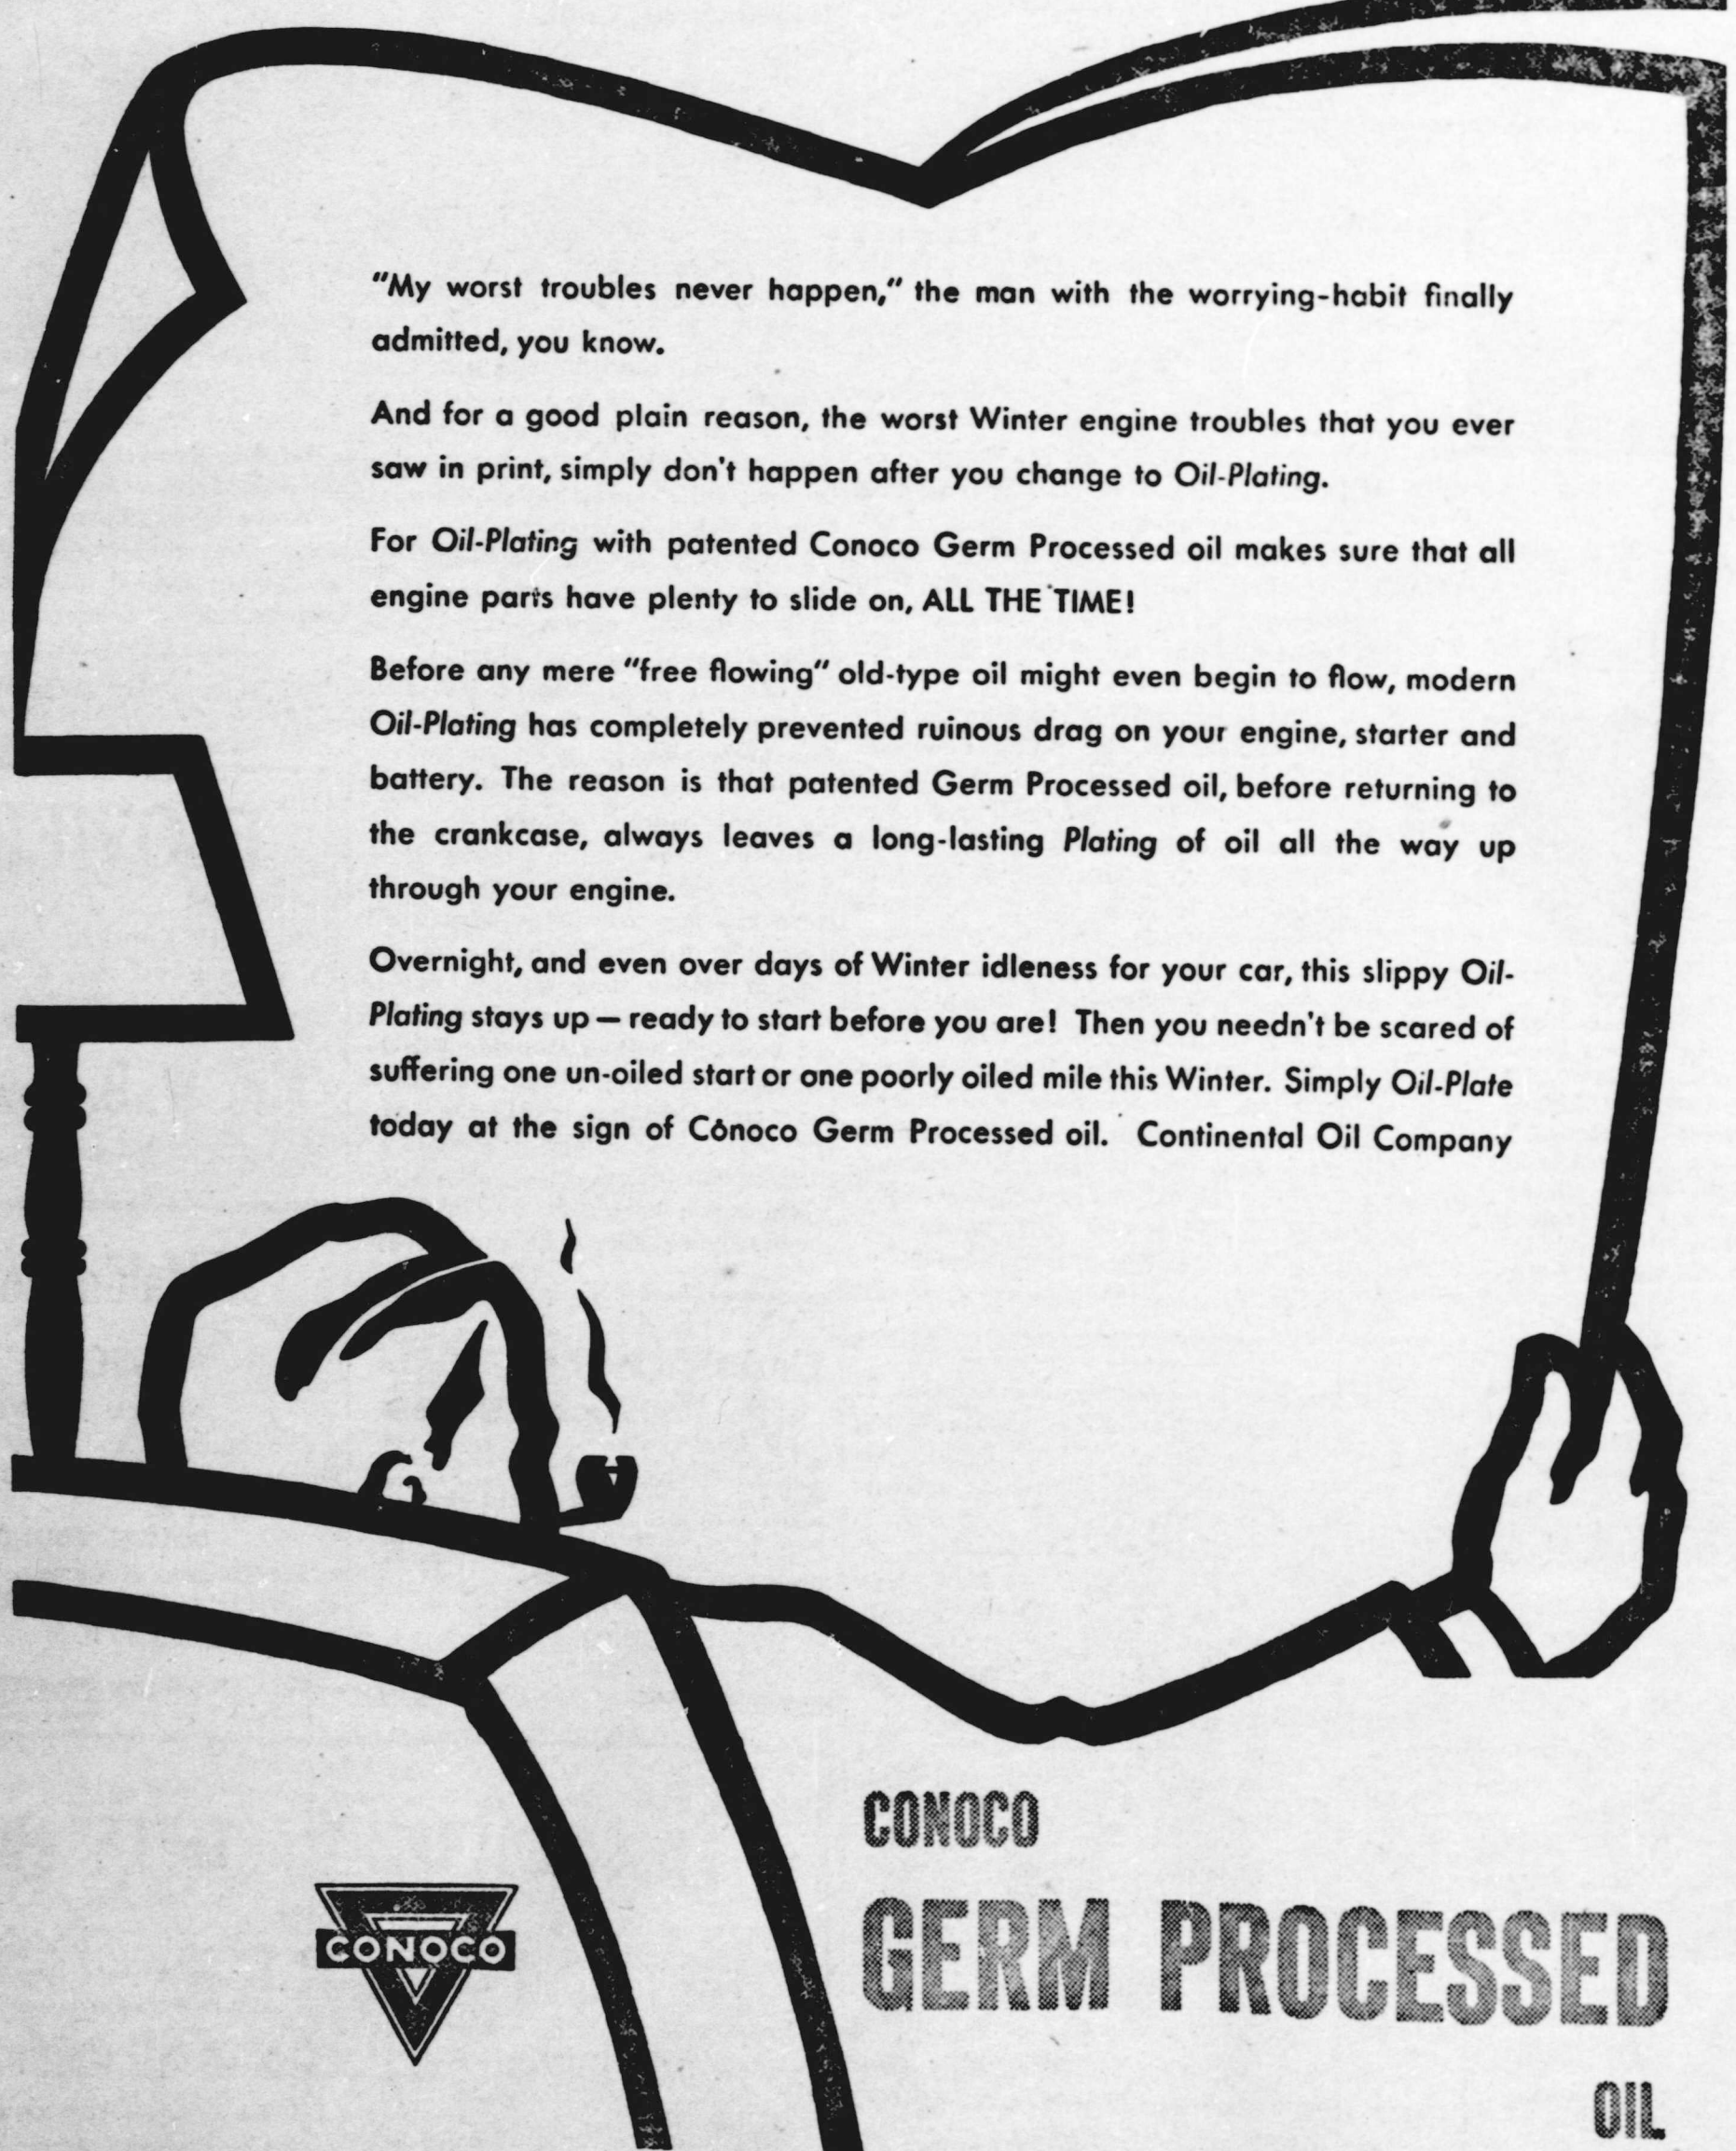 "My worst troubles never happen," the man with the worrying-habit finally
admitted, you know.
And for a good plain reason, the worst Winter engine troubles that you ever
saw in print, simply don't happen after you change to Oil-Plating.
For Oil-Plating with patented Conoco Germ Processed oil makes sure that all
engine parts have plenty to slide on, ALL THE TIME!
Before any mere "free flowing" old-type oil might even begin to flow, modern
Oil-Plating has completely prevented ruinous drag on your engine, starter and
battery. The reason is that patented Germ Processed oil, before returning to
the crankcase, always leaves a long-lasting Plating of oil all the way up
through your engine.
Overnight, and even over days of Winter idleness for your car, this slippy Oil-
Plating stays up — ready to start before you are! Then you needn't be scared of
suffering one un-oiled start or one poorly oiled mile this Winter. Simply Oil-Plate
today at the sign of Conoco Germ Processed oil. Continental Oil Company
CONOCO
GERM PROCESSED
OIL
CONOCO